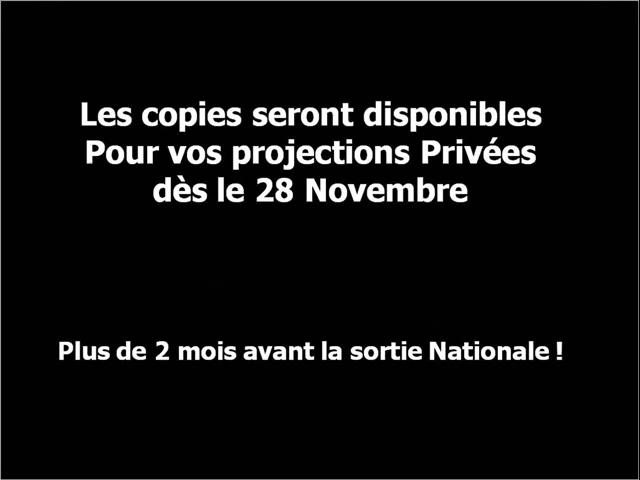 Les copies seront disponibles
Pour vos projections Privées
dès le 28 Novembre
Plus de 2 mois avant la sortie Nationale !